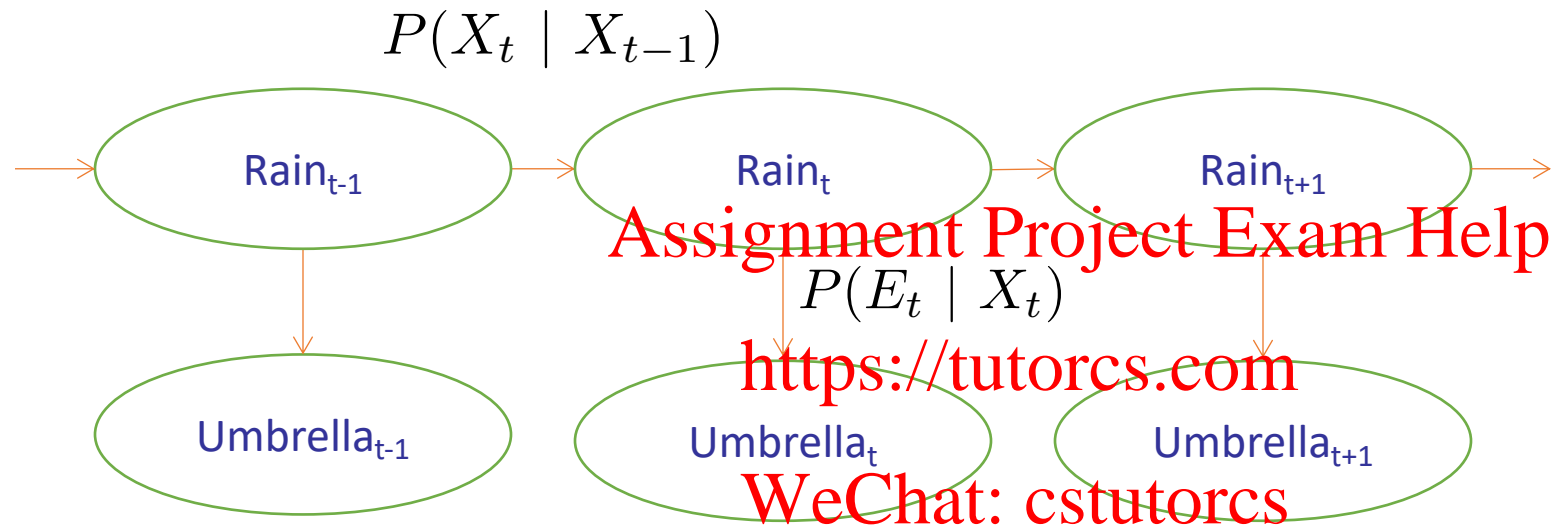 P(X_t | X_{t−1})
Rain_{t-1} Rain_t Rain_{t+1}
Assignment Project Exam Help
P(E_t | X_t)
https://tutorcs.com
Umbrella_{t-1} Umbrella_t Umbrella_{t+1}
WeChat: cstutorcs